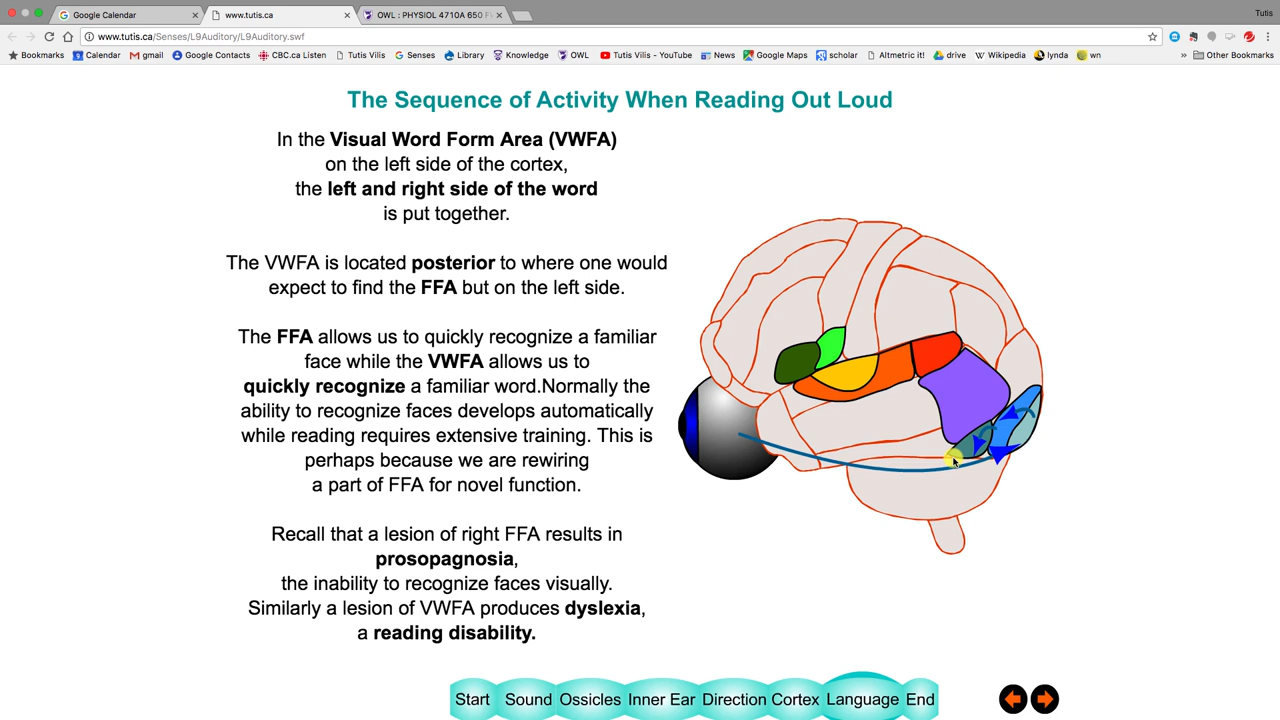 Google Calendar
www.tutis.ca
OWL : PHYSIOL 4710A 650 F
Tutis
www.tutis.ca/Senses/L9Auditory/L9Auditory.swf
Bookmarks Calendar gmail Google Contacts CBC.ca Listen Tutis Vilis Senses Library Knowledge OWL Tutis Vilis - YouTube News Google Maps scholar Altmetric it! drive Wikipedia lynda wn » Other Bookmarks
The Sequence of Activity When Reading Out Loud
In the Visual Word Form Area (VWFA)
on the left side of the cortex,
the left and right side of the word
is put together.
The VWFA is located posterior to where one would
expect to find the FFA but on the left side.
The FFA allows us to quickly recognize a familiar
face while the VWFA allows us to
quickly recognize a familiar word.Normally the
ability to recognize faces develops automatically
while reading requires extensive training. This is
perhaps because we are rewiring
a part of FFA for novel function.
Recall that a lesion of right FFA results in
prosopagnosia,
the inability to recognize faces visually.
Similarly a lesion of VWFA produces dyslexia,
a reading disability.
Start Sound Ossicles Inner Ear Direction Cortex Language End